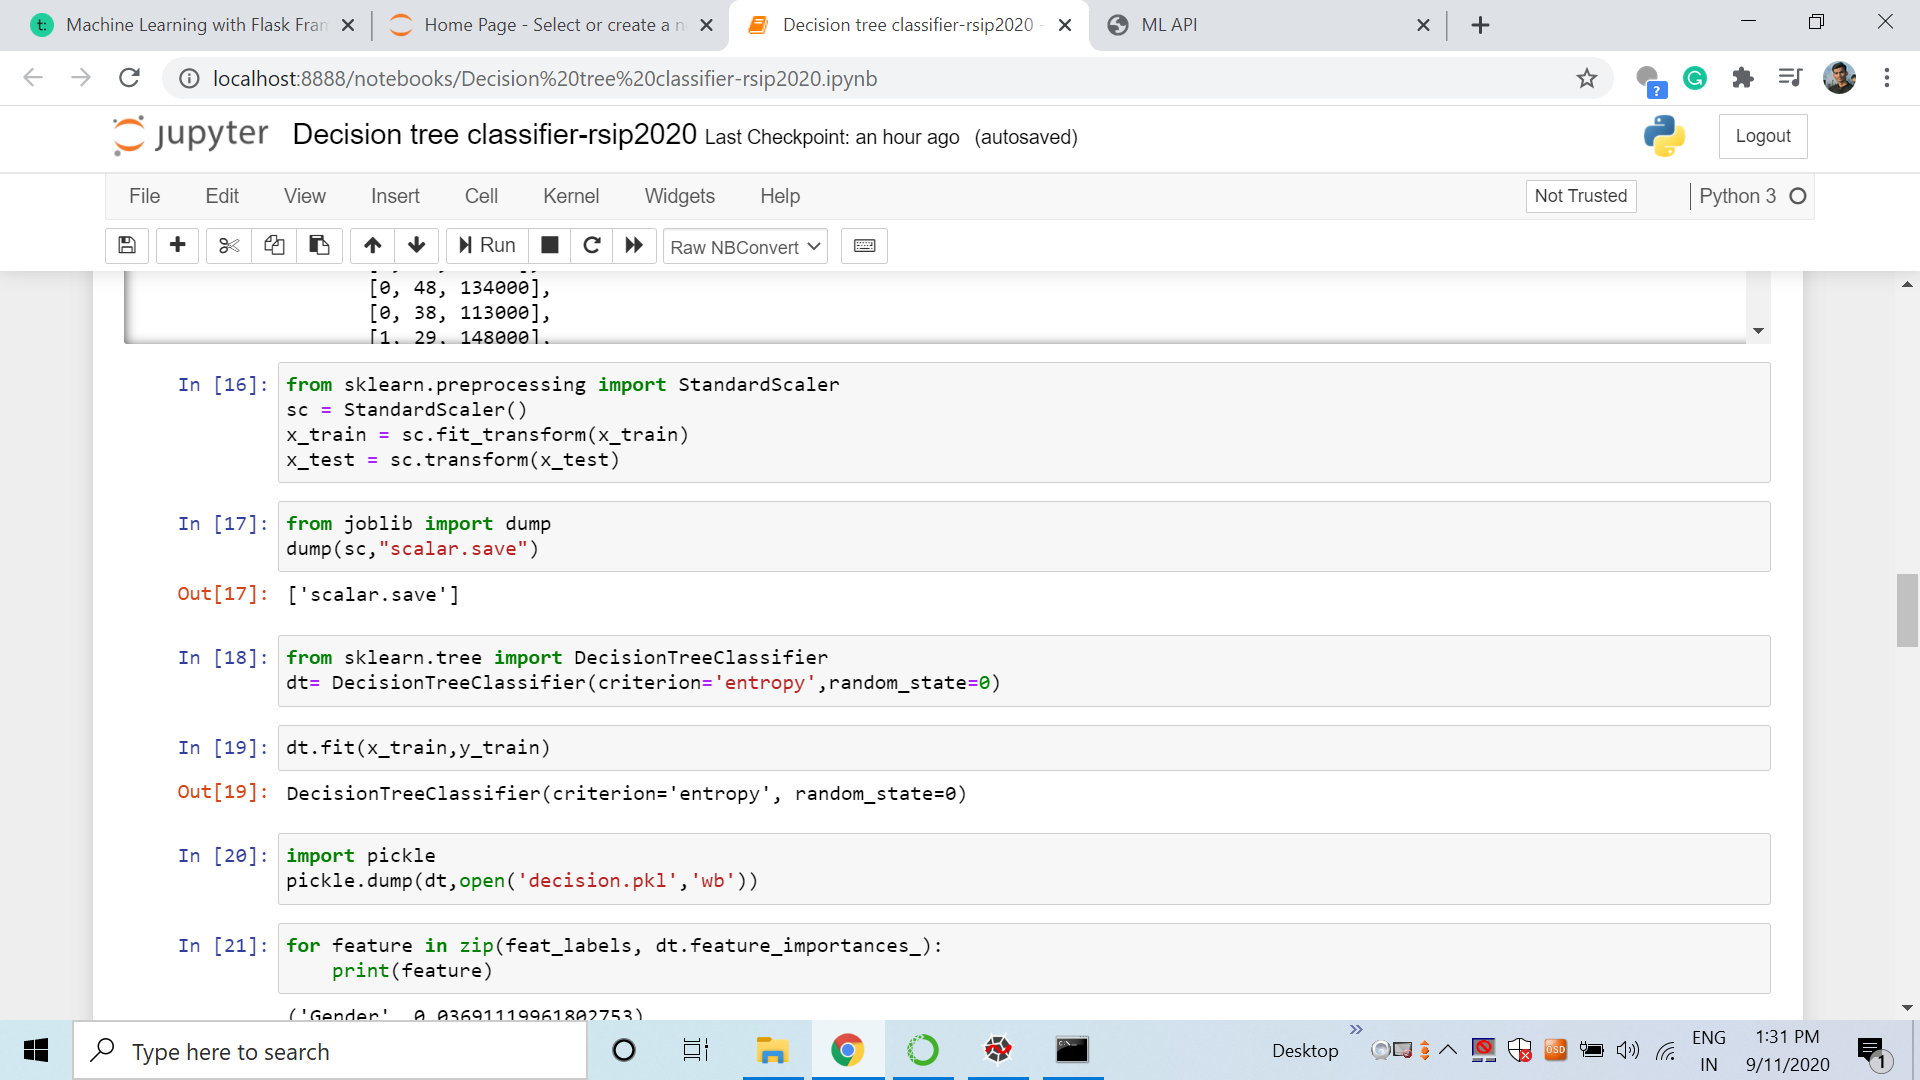 Machine Learning with Flask Fran
Home Page - Select or create a n
Decision tree classifier-rsip2020 -
ML API
localhost:8888/notebooks/Decision%20tree%20classifier-rsip2020.ipynb
jupyter Decision tree classifier-rsip2020 Last Checkpoint: an hour ago (autosaved)
Logout
File Edit View Insert Cell Kernel Widgets Help
Not Trusted Python 3
Run Raw NBConvert
[0, 48, 134000],
[0, 38, 113000],
[1, 29, 148000],
In [16]: from sklearn.preprocessing import StandardScaler
sc = StandardScaler()
x_train = sc.fit_transform(x_train)
x_test = sc.transform(x_test)
In [17]: from joblib import dump
dump(sc,"scalar.save")
Out[17]: ['scalar.save']
In [18]: from sklearn.tree import DecisionTreeClassifier
dt= DecisionTreeClassifier(criterion='entropy',random_state=0)
In [19]: dt.fit(x_train,y_train)
Out[19]: DecisionTreeClassifier(criterion='entropy', random_state=0)
In [20]: import pickle
pickle.dump(dt,open('decision.pkl','wb'))
In [21]: for feature in zip(feat_labels, dt.feature_importances_):
print(feature)
('Gender', 0.03691119961802753)
Type here to search
Desktop
OSD
ENG
IN
1:31 PM
9/11/2020
1